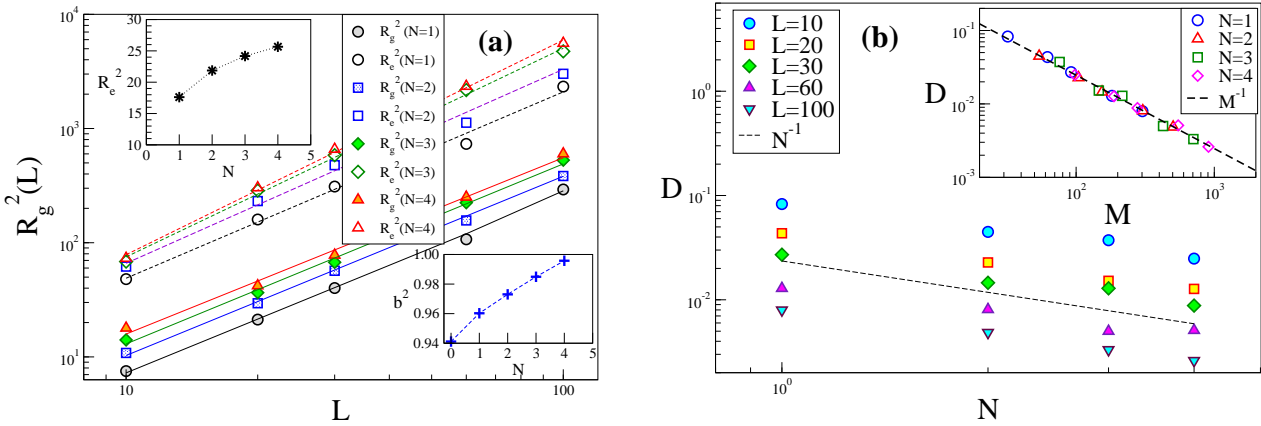 (a)
R_g^2(L)
10^4
10^3
10^2
10^1
10
100
L
R_e^2
30
25
20
15
10
0 1 2 3 4 5
N
R_g^2(N=1)
R_e^2(N=1)
R_g^2(N=2)
R_e^2(N=2)
R_g^2(N=3)
R_e^2(N=3)
R_g^2(N=4)
R_e^2(N=4)
b^2
1.00
0.98
0.96
0.94
0 1 2 3 4 5
N
(b)
D
10^0
10^-1
10^-2
10^0
N
L=10
L=20
L=30
L=60
L=100
N^-1
D
10^-1
10^-2
10^-3
10^2 10^3
M
N=1
N=2
N=3
N=4
M^-1